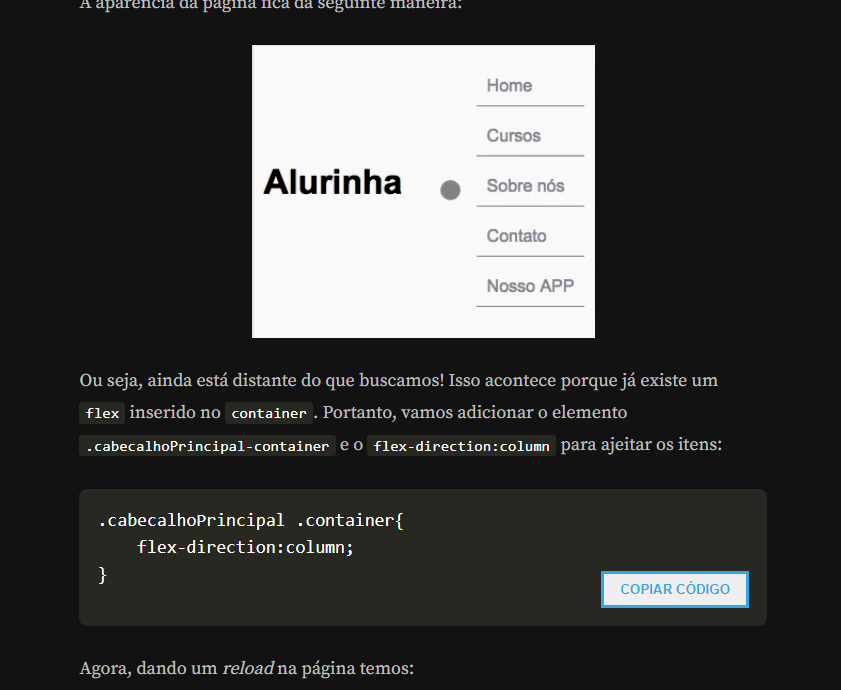 A aparência da página fica da seguinte maneira:
Home
Cursos
Alurinha
Sobre nós
Contato
Nosso APP
Ou seja, ainda está distante do que buscamos! Isso acontece porque já existe um
flex inserido no container. Portanto, vamos adicionar o elemento
.cabecalhoPrincipal-container e o flex-direction:column para ajeitar os itens:
.cabecalhoPrincipal .container{
    flex-direction:column;
}
COPIAR CÓDIGO
Agora, dando um reload na página temos: